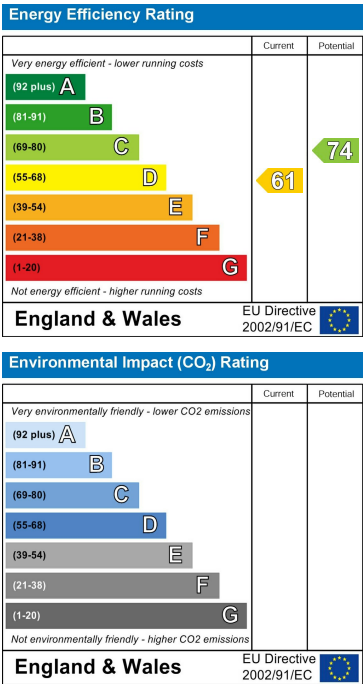 Energy Efficiency Rating
Current Potential
Very energy efficient - lower running costs
(92 plus) A
(81-91) B
(69-80) C
74
(55-68) D
61
(39-54) E
(21-38) F
(1-20) G
Not energy efficient - higher running costs
England & Wales
EU Directive
2002/91/EC
Environmental Impact (CO₂) Rating
Current Potential
Very environmentally friendly - lower CO2 emissions
(92 plus) A
(81-91) B
(69-80) C
(55-68) D
(39-54) E
(21-38) F
(1-20) G
Not environmentally friendly - higher CO2 emissions
England & Wales
EU Directive
2002/91/EC